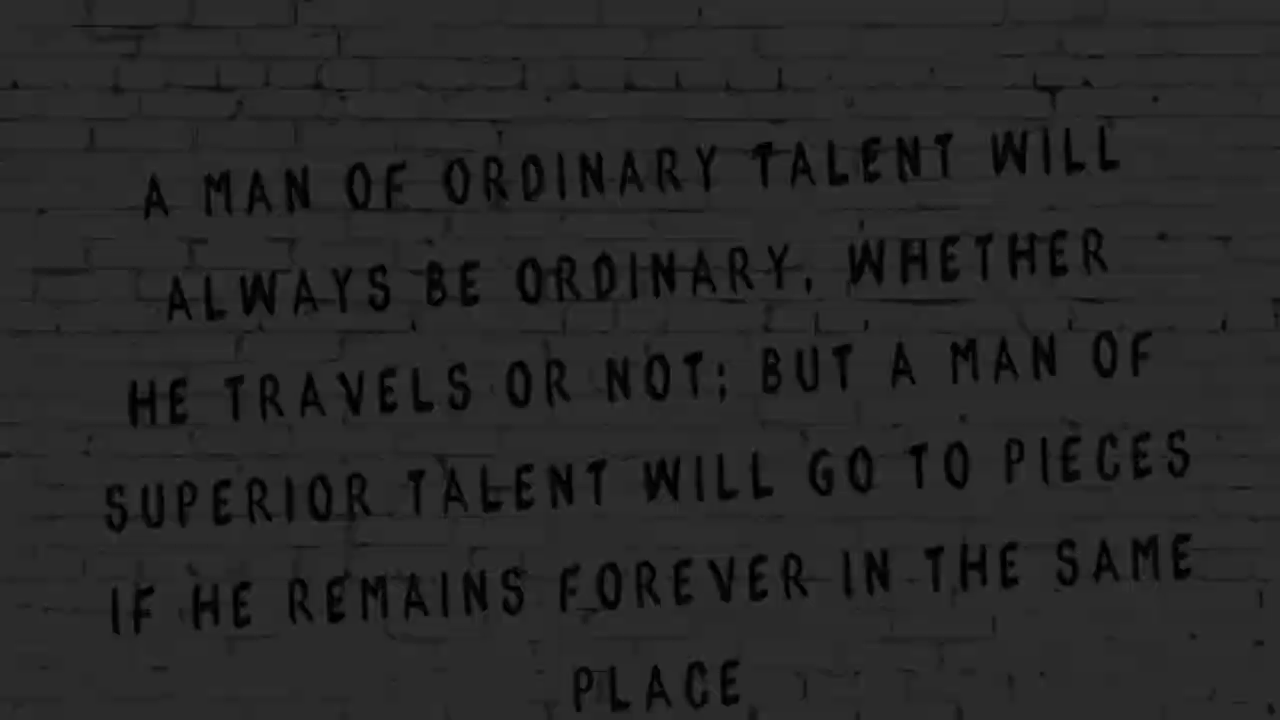 A MAN OF ORDINARY TALENT WILL
ALWAYS BE ORDINARY, WHETHER
HE TRAVELS OR NOT; BUT A MAN OF
SUPERIOR TALENT WILL GO TO PIECES
IF HE REMAINS FOREVER IN THE SAME
PLACE